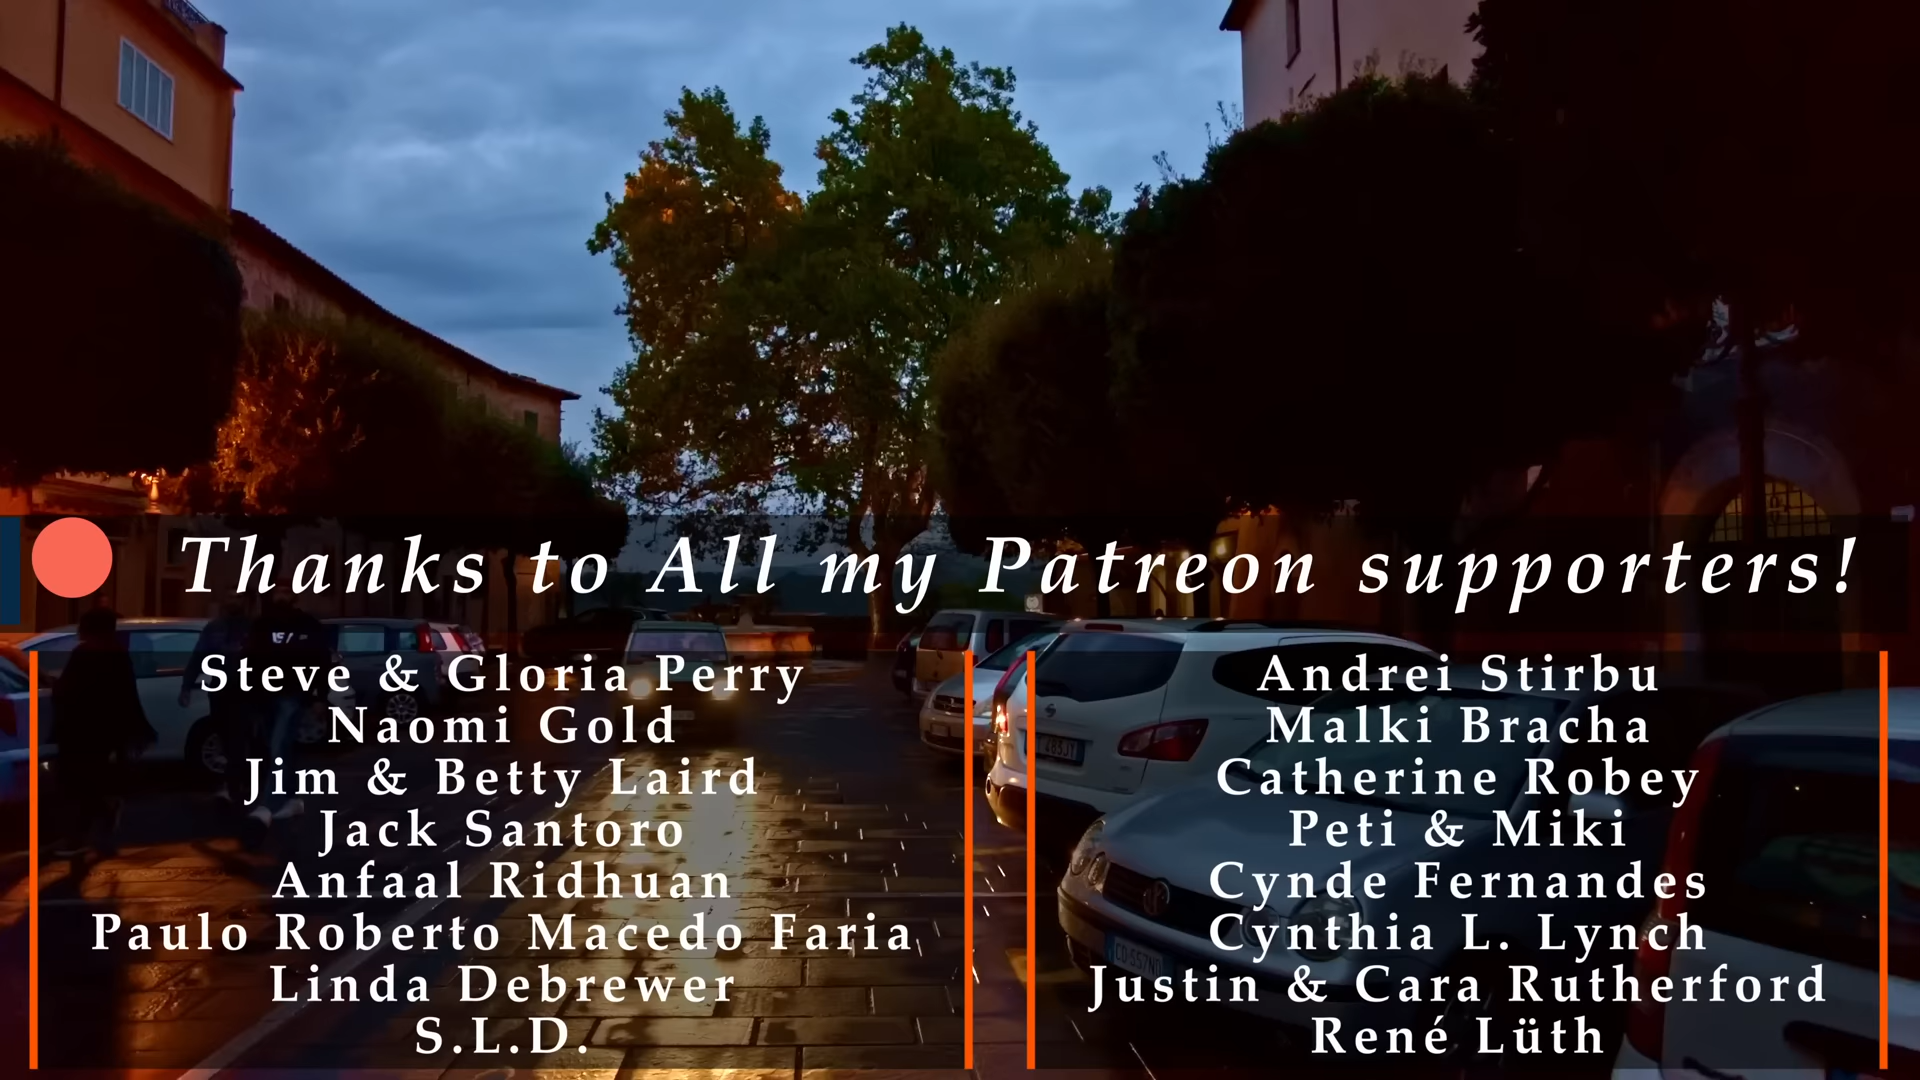 Thanks to All my Patreon supporters!
Steve & Gloria Perry
Naomi Gold
Jim & Betty Laird
Jack Santoro
Anfaal Ridhuan
Paulo Roberto Macedo Faria
Linda Debrewer
S.L.D.
Andrei Stirbu
Malki Bracha
Catherine Robey
Peti & Miki
Cynde Fernandes
Cynthia L. Lynch
Justin & Cara Rutherford
René Lüth